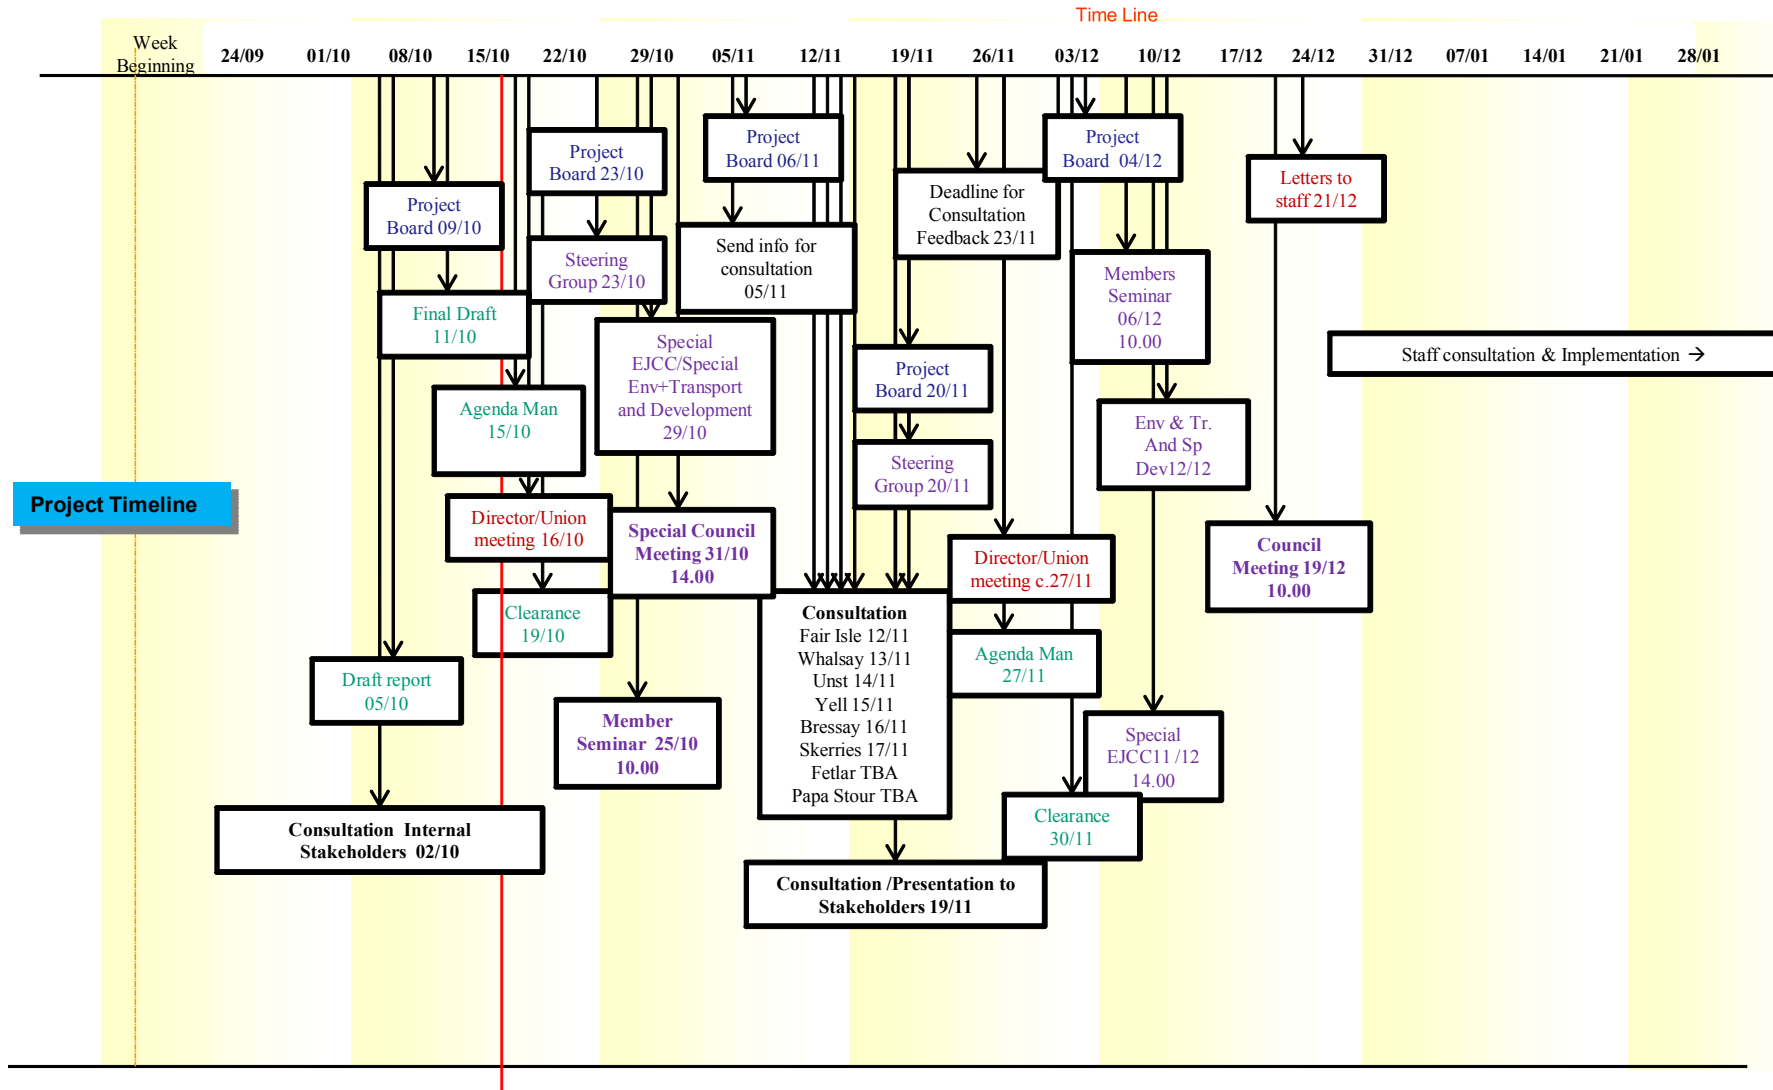 Time Line
Week
Beginning
24/09
01/10
08/10
15/10
22/10
29/10
05/11
12/11
19/11
26/11
03/12
10/12
17/12
24/12
31/12
07/01
14/01
21/01
28/01
Project
Board 09/10
Final Draft
11/10
Agenda Man
15/10
Director/Union
meeting 16/10
Clearance
19/10
Draft report
05/10
Consultation Internal
Stakeholders 02/10
Project
Board 23/10
Steering
Group 23/10
Special
EJCC/Special
Env+Transport
and Development
29/10
Special Council
Meeting 31/10
14.00
Member
Seminar 25/10
10.00
Project
Board 06/11
Send info for
consultation
05/11
Consultation
Fair Isle 12/11
Whalsay 13/11
Unst 14/11
Yell 15/11
Bressay 16/11
Skerries 17/11
Fetlar TBA
Papa Stour TBA
Consultation /Presentation to
Stakeholders 19/11
Deadline for
Consultation
Feedback 23/11
Project
Board 20/11
Steering
Group 20/11
Director/Union
meeting c.27/11
Agenda Man
27/11
Clearance
30/11
Project
Board 04/12
Members
Seminar
06/12
10.00
Env & Tr.
And Sp
Dev12/12
Special
EJCC11 /12
14.00
Letters to
staff 21/12
Council
Meeting 19/12
10.00
Staff consultation & Implementation →
Project Timeline